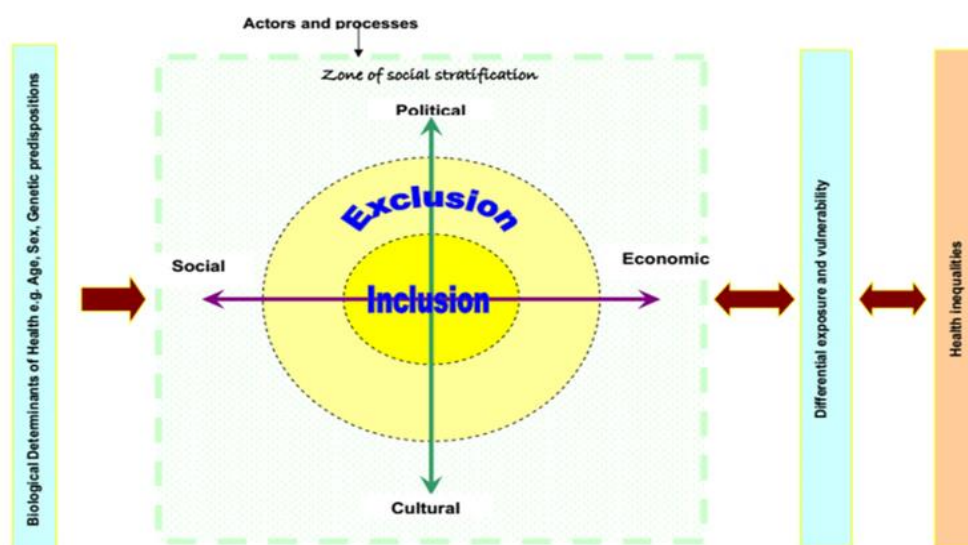 Actors and processes
Zone of social stratification
Political
Exclusion
Social
Economic
Inclusion
Cultural
Biological Determinants of Health e.g. Age, Sex, Genetic predispositions
Differential exposure and vulnerability
Health inequalities